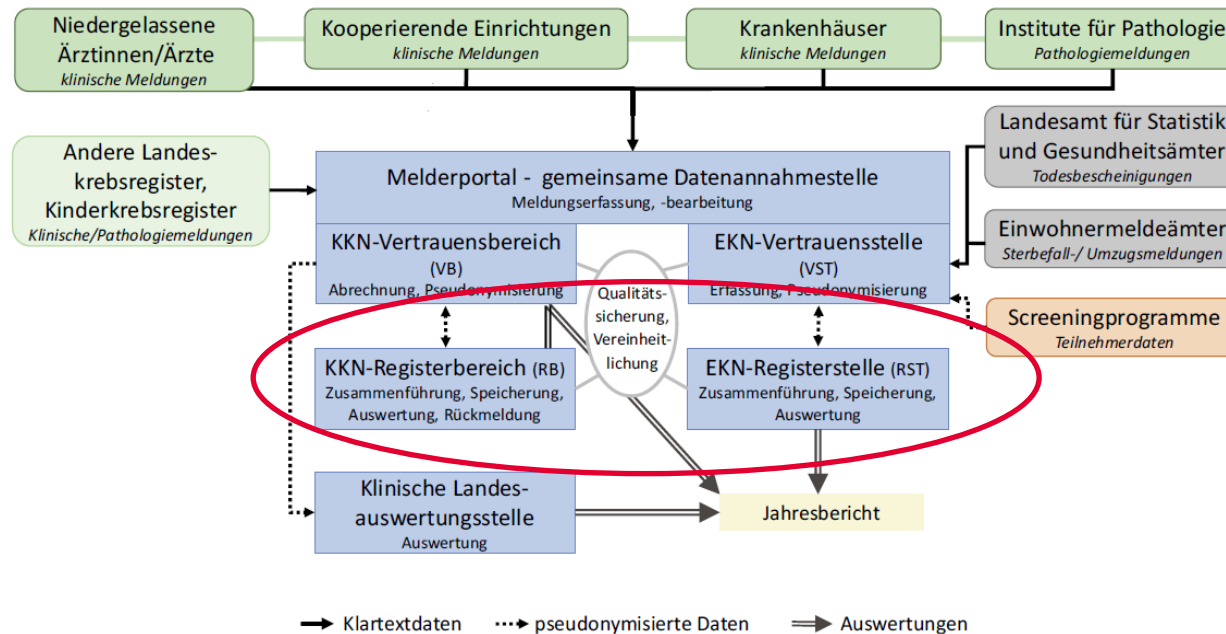 Niedergelassene
Ärztinnen/Ärzte
klinische Meldungen
Kooperierende Einrichtungen
klinische Meldungen
Krankenhäuser
klinische Meldungen
Institute für Pathologie
Pathologiemeldungen
Andere Landes-
krebsregister,
Kinderkrebsregister
Klinische/Pathologiemeldungen
Melderportal - gemeinsame Datenannahmestelle
Meldungserfassung, -bearbeitung
Landesamt für Statistik
und Gesundheitsämter
Todesbescheinigungen
KKN-Vertrauensbereich
(VB)
Abrechnung, Pseudonymisierung
EKN-Vertrauensstelle
(VST)
Erfassung, Pseudonymisierung
Einwohnermeldeämter
Sterbefall-/ Umzugsmeldungen
Qualitäts-
sicherung,
Vereinheit-
lichung
Screeningprogramme
Teilnehmerdaten
KKN-Registerbereich (RB)
Zusammenführung, Speicherung,
Auswertung, Rückmeldung
EKN-Registerstelle (RST)
Zusammenführung, Speicherung,
Auswertung
Klinische Landes-
auswertungsstelle
Auswertung
Jahresbericht
Klartextdaten
pseudonymisierte Daten
Auswertungen